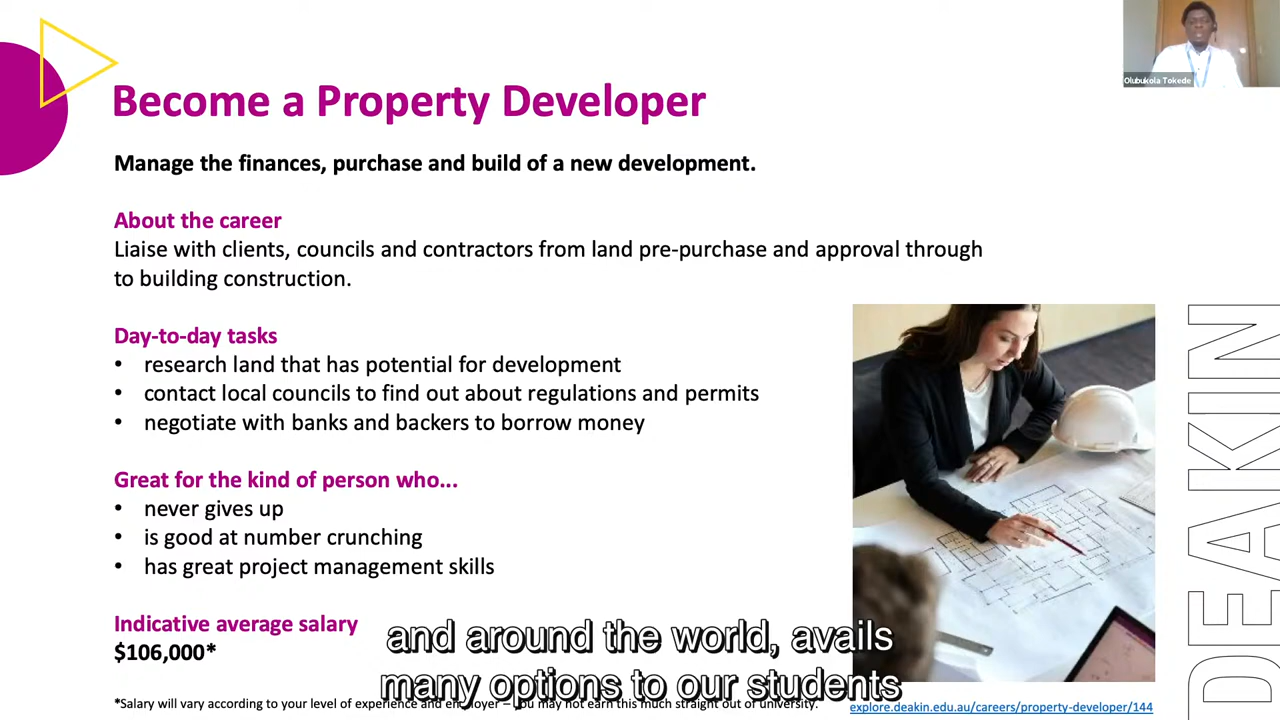 Olubukola Tokede
Become a Property Developer
Manage the finances, purchase and build of a new development.
About the career
Liaise with clients, councils and contractors from land pre-purchase and approval through
to building construction.
Day-to-day tasks
• research land that has potential for development
• contact local councils to find out about regulations and permits
• negotiate with banks and backers to borrow money
Great for the kind of person who...
• never gives up
• is good at number crunching
• has great project management skills
Indicative average salary
$106,000*
and around the world, avails
many options to our students
*Salary will vary according to your level of experience and employer – you may not earn this much straight out of university.
explore.deakin.edu.au/careers/property-developer/144
DEAKIN